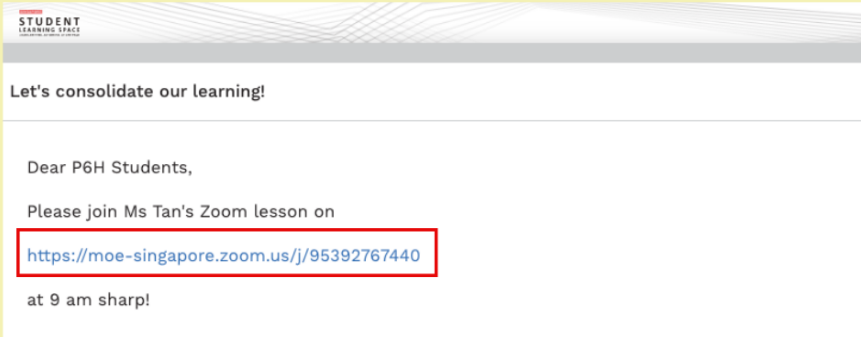 STUDENT
LEARNING SPACE
Let's consolidate our learning!
Dear P6H Students,
Please join Ms Tan's Zoom lesson on
https://moe-singapore.zoom.us/j/95392767440
at 9 am sharp!